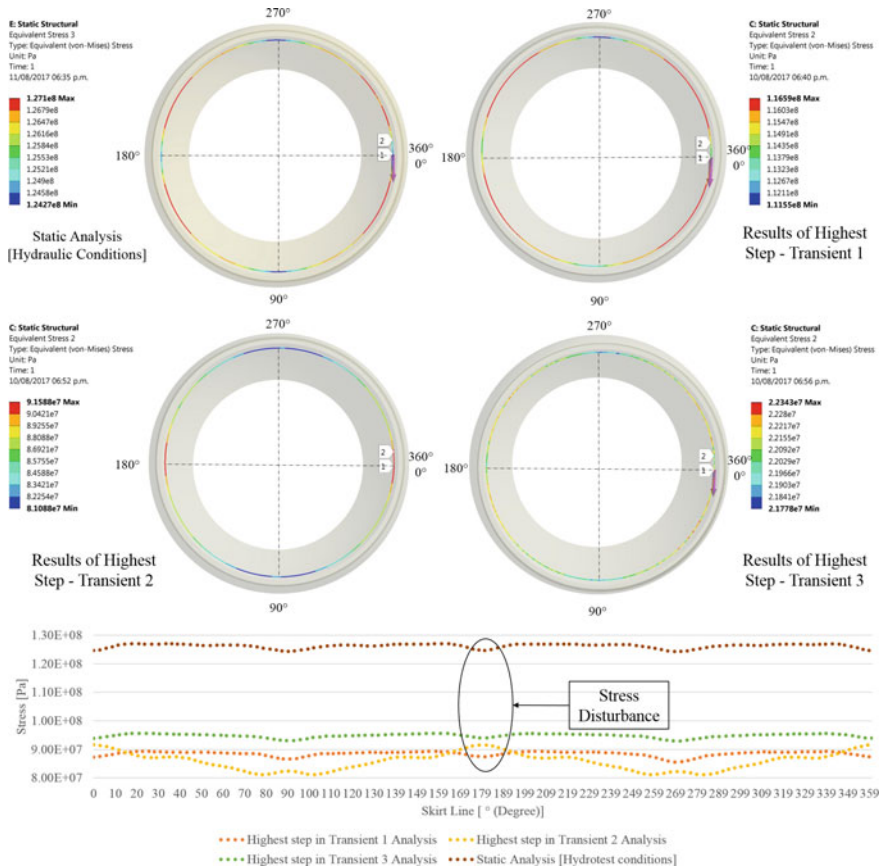 E: Static Structural
Equivalent Stress 3
Type: Equivalent (von-Mises) Stress
Unit: Pa
Time: 1
11/08/2017 06:35 p.m.
1.271e8 Max
1.2679e8
1.2647e8
1.2616e8
1.2584e8
1.2553e8
1.2521e8
1.249e8
1.2458e8
1.2427e8 Min
270°
180°
2
1
360°
0°
90°
Static Analysis
[Hydraulic Conditions]
C: Static Structural
Equivalent Stress 2
Type: Equivalent (von-Mises) Stress
Unit: Pa
Time: 1
10/08/2017 06:40 p.m.
1.1659e8 Max
1.1603e8
1.1547e8
1.1491e8
1.1435e8
1.1379e8
1.1323e8
1.1267e8
1.1211e8
1.1155e8 Min
270°
180°
2
1
360°
0°
90°
Results of Highest
Step - Transient 1
C: Static Structural
Equivalent Stress 2
Type: Equivalent (von-Mises) Stress
Unit: Pa
Time: 1
10/08/2017 06:52 p.m.
9.1588e7 Max
9.0421e7
8.9255e7
8.8088e7
8.6921e7
8.5755e7
8.4588e7
8.3421e7
8.2254e7
8.1088e7 Min
270°
180°
2
1
360°
0°
90°
Results of Highest
Step - Transient 2
C: Static Structural
Equivalent Stress 2
Type: Equivalent (von-Mises) Stress
Unit: Pa
Time: 1
10/08/2017 06:56 p.m.
2.2343e7 Max
2.228e7
2.2217e7
2.2155e7
2.2092e7
2.2029e7
2.1966e7
2.1903e7
2.1841e7
2.1778e7 Min
270°
180°
2
1
360°
0°
90°
Results of Highest
Step - Transient 3
Stress [Pa]
1.30E+08
1.20E+08
1.10E+08
1.00E+08
9.00E+07
8.00E+07
Stress
Disturbance
0 10 20 30 40 50 60 70 80 90 100 110 120 129 139 149 159 169 179 189 199 209 219 229 239 249 259 269 279 289 299 309 319 329 339 349 359
Skirt Line [ ° (Degree)]
Highest step in Transient 1 Analysis
Highest step in Transient 2 Analysis
Highest step in Transient 3 Analysis
Static Analysis [Hydrotest conditions]